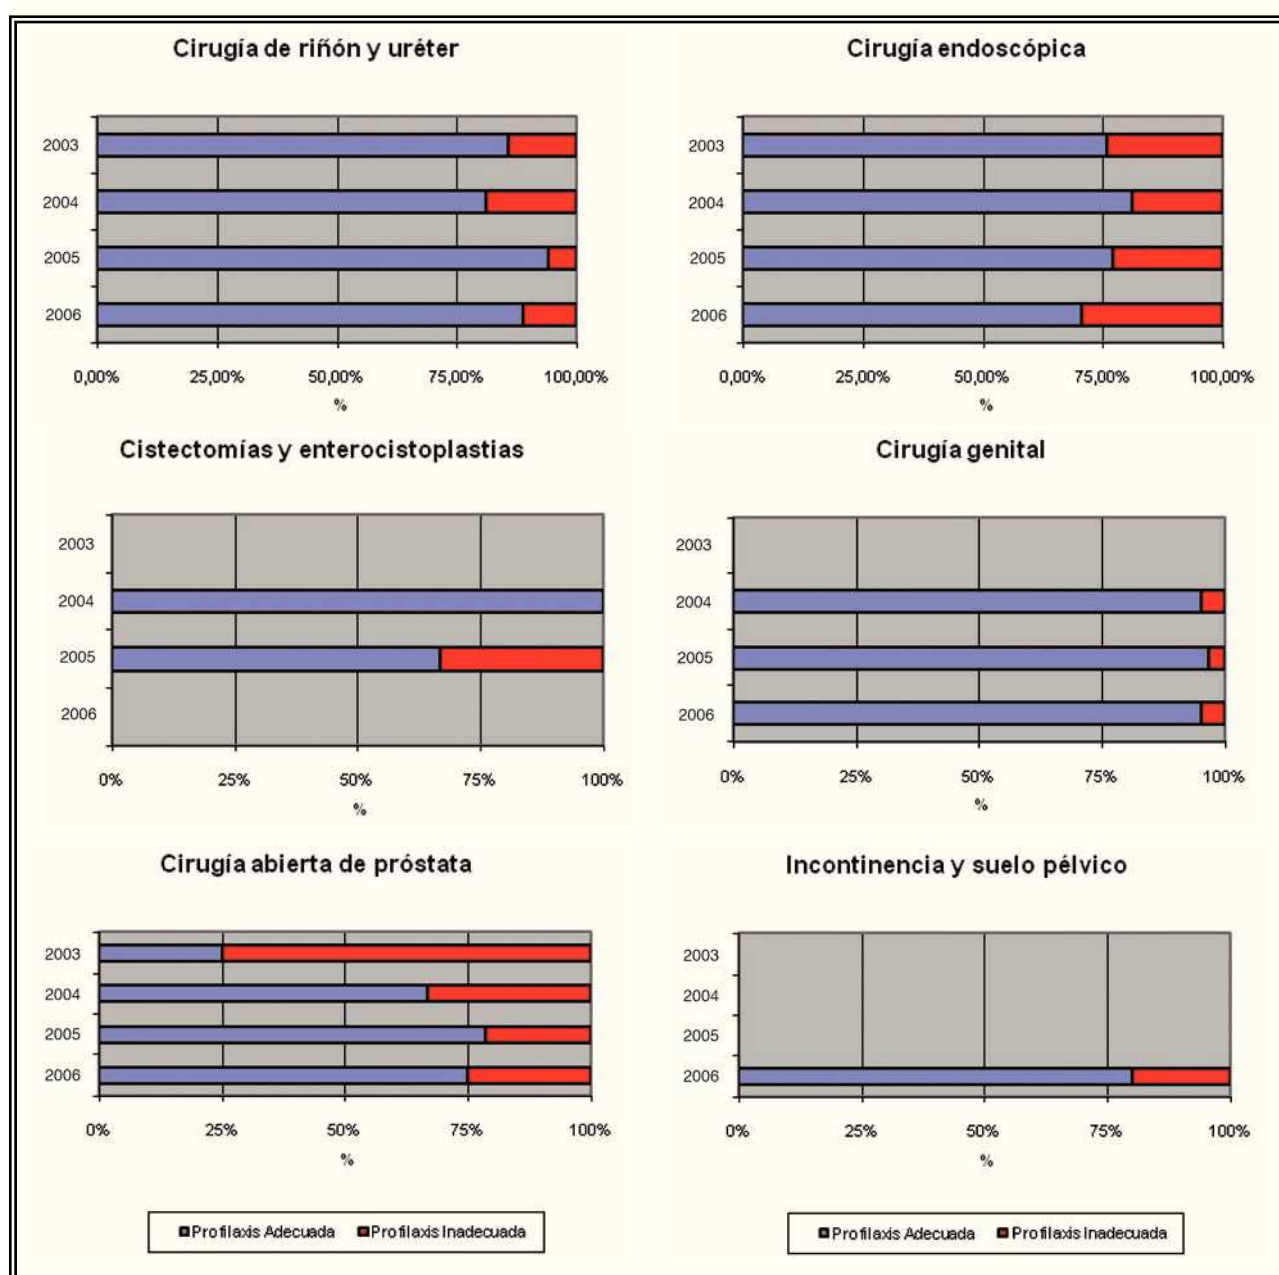 Cirugía de riñón y uréter
2003
2004
2005
2006
0,00% 25,00% 50,00% 75,00% 100,00%
%
Cirugía endoscópica
2003
2004
2005
2006
0,00% 25,00% 50,00% 75,00% 100,00%
%
Cistectomías y enterocistoplastias
2003
2004
2005
2006
0% 25% 50% 75% 100%
%
Cirugía genital
2003
2004
2005
2006
0% 25% 50% 75% 100%
%
Cirugía abierta de próstata
2003
2004
2005
2006
0% 25% 50% 75% 100%
%
Incontinencia y suelo pélvico
2003
2004
2005
2006
0% 25% 50% 75% 100%
%
Profilaxis Adecuada Profilaxis Inadecuada
Profilaxis Adecuada Profilaxis Inadecuada